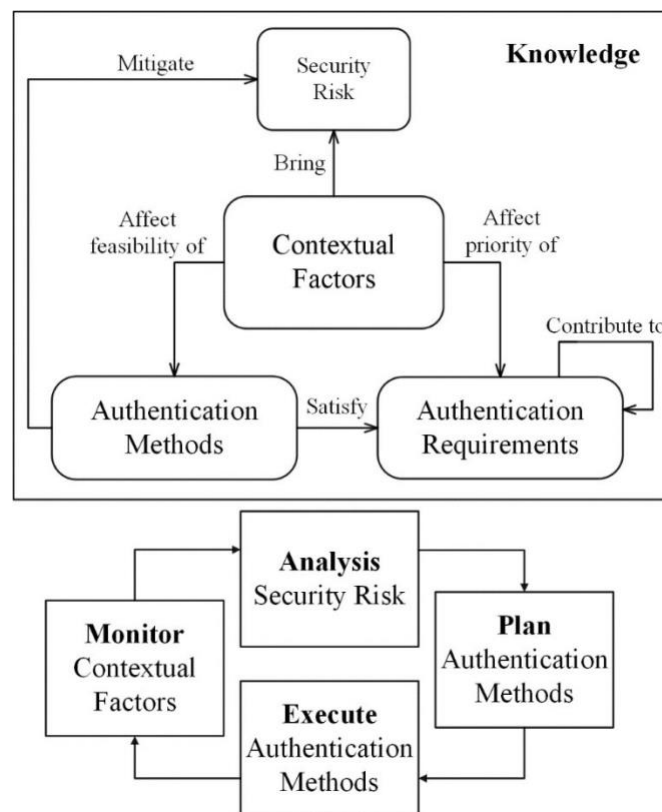 Knowledge
Mitigate
Security
Risk
Bring
Affect
feasibility of
Contextual
Factors
Affect
priority of
Contribute to
Authentication
Methods
Satisfy
Authentication
Requirements
Analysis
Security Risk
Monitor
Contextual
Factors
Plan
Authentication
Methods
Execute
Authentication
Methods